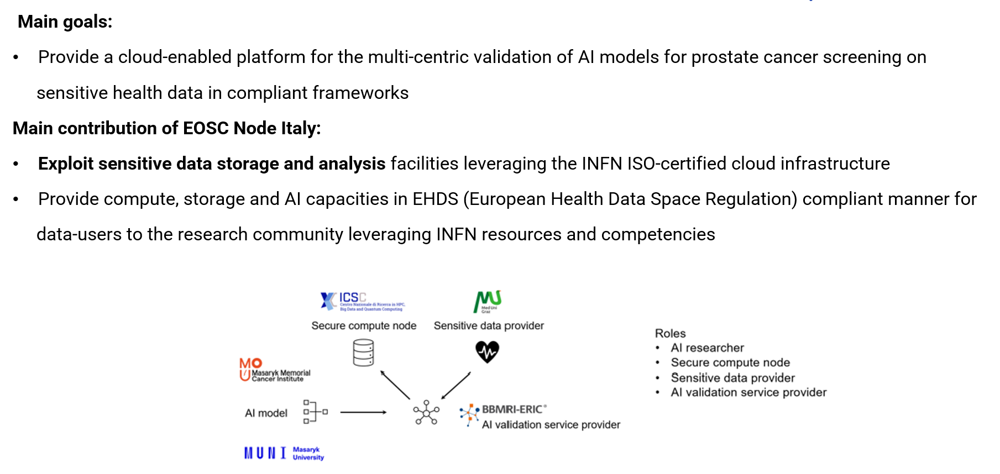 Main goals:
• Provide a cloud-enabled platform for the multi-centric validation of AI models for prostate cancer screening on
sensitive health data in compliant frameworks
Main contribution of EOSC Node Italy:
• Exploit sensitive data storage and analysis facilities leveraging the INFN ISO-certified cloud infrastructure
• Provide compute, storage and AI capacities in EHDS (European Health Data Space Regulation) compliant manner for
data-users to the research community leveraging INFN resources and competencies
ICSC
Centro Nazionale di Ricerca in HPC,
Big Data and Quantum Computing
Secure compute node
Med Uni
Graz
Sensitive data provider
MOU
Masaryk Memorial
Cancer Institute
AI model
BBMRI-ERIC®
AI validation service provider
MUNI
Masaryk
University
Roles
• AI researcher
• Secure compute node
• Sensitive data provider
• AI validation service provider